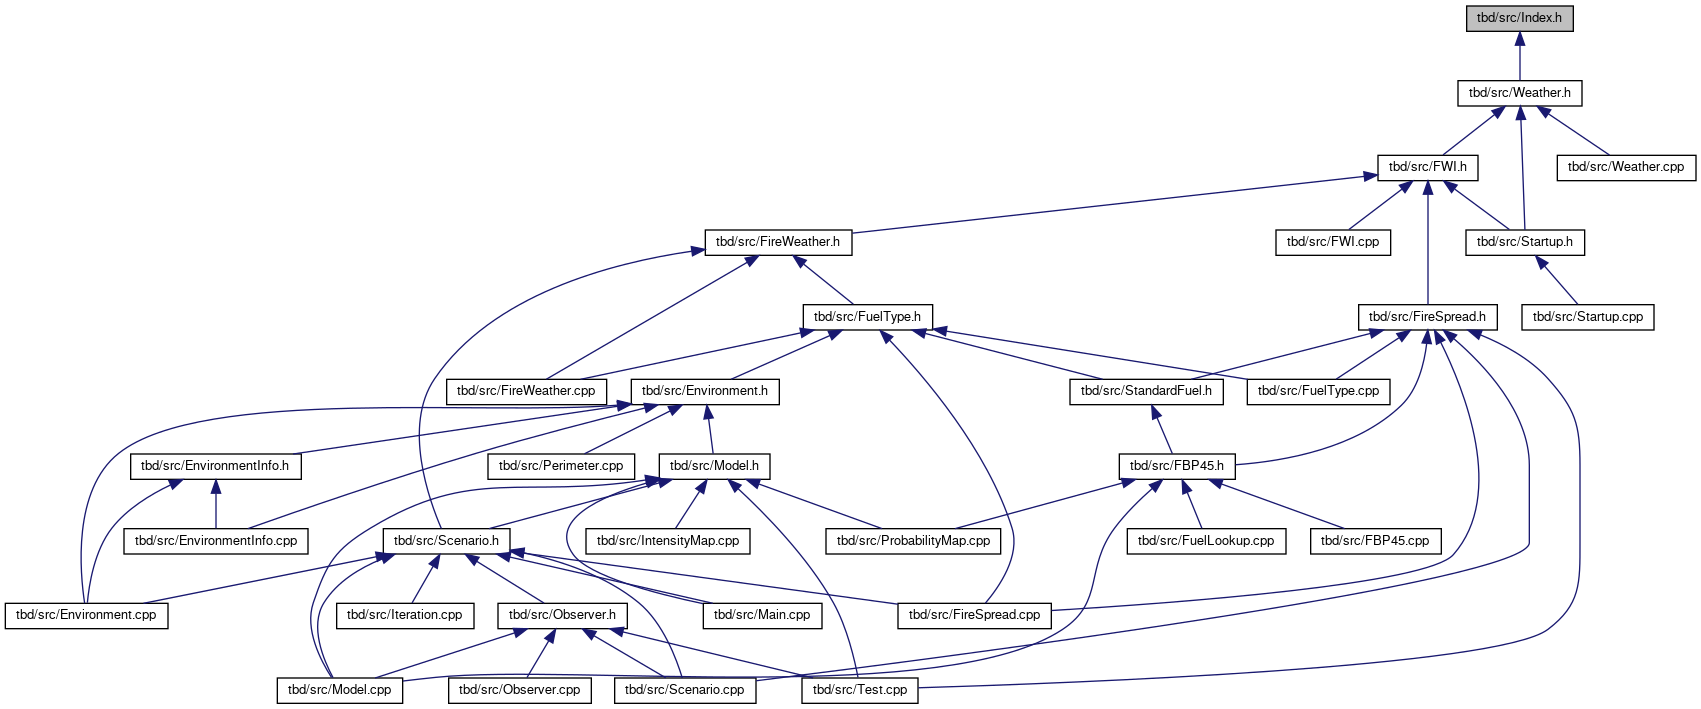 tbd/src/Index.h
tbd/src/Weather.h
tbd/src/FWI.h
tbd/src/Weather.cpp
tbd/src/FireWeather.h
tbd/src/FWI.cpp
tbd/src/Startup.h
tbd/src/FuelType.h
tbd/src/FireSpread.h
tbd/src/Startup.cpp
tbd/src/FireWeather.cpp
tbd/src/Environment.h
tbd/src/StandardFuel.h
tbd/src/FuelType.cpp
tbd/src/EnvironmentInfo.h
tbd/src/Perimeter.cpp
tbd/src/Model.h
tbd/src/FBP45.h
tbd/src/EnvironmentInfo.cpp
tbd/src/Scenario.h
tbd/src/IntensityMap.cpp
tbd/src/ProbabilityMap.cpp
tbd/src/FuelLookup.cpp
tbd/src/FBP45.cpp
tbd/src/Environment.cpp
tbd/src/Iteration.cpp
tbd/src/Observer.h
tbd/src/Main.cpp
tbd/src/FireSpread.cpp
tbd/src/Model.cpp
tbd/src/Observer.cpp
tbd/src/Scenario.cpp
tbd/src/Test.cpp